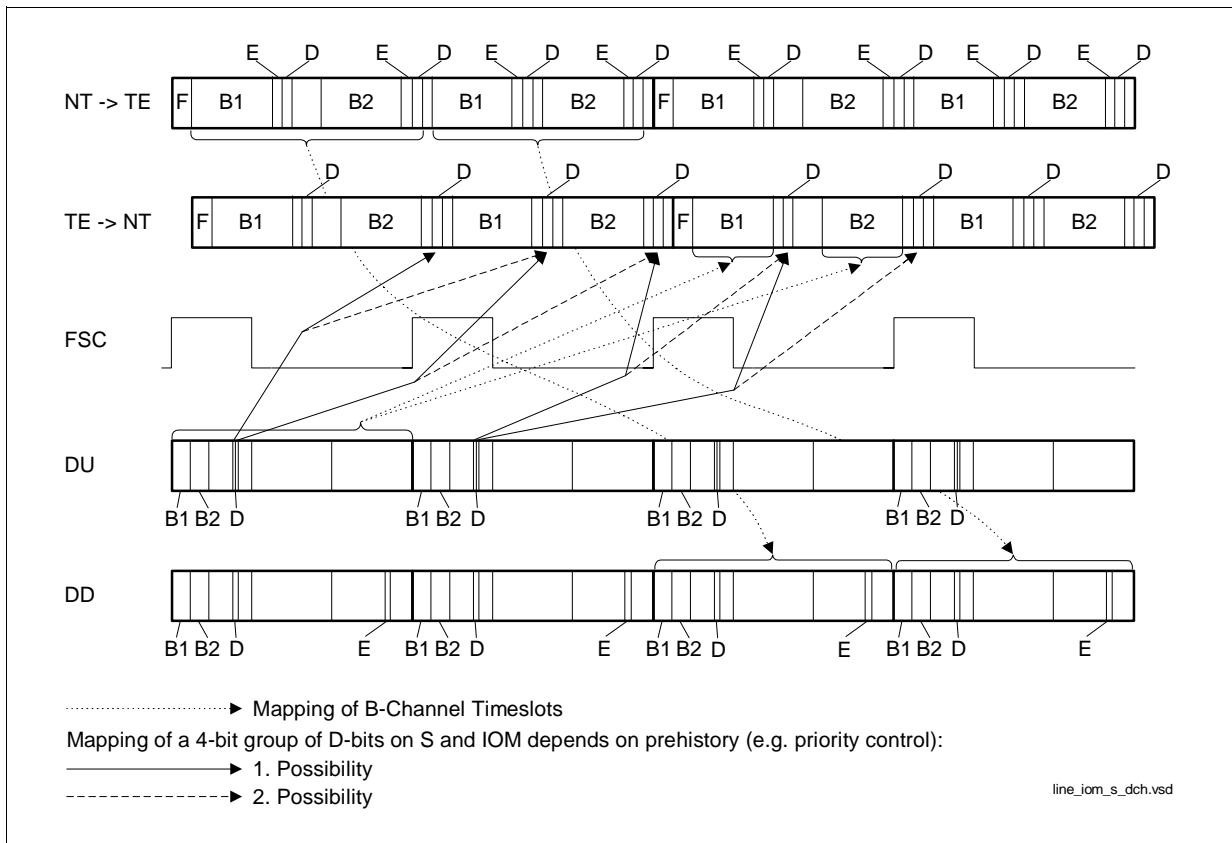 E D E D E D E D E D E D E D E D
NT -> TE F B1 B2 B1 B2 F B1 B2 B1 B2
D D D D D D D D
TE -> NT F B1 B2 B1 B2 F B1 B2 B1 B2
FSC
DU
B1 B2 D B1 B2 D B1 B2 D B1 B2 D
DD
B1 B2 D E B1 B2 D E B1 B2 D E B1 B2 D E
Mapping of B-Channel Timeslots
Mapping of a 4-bit group of D-bits on S and IOM depends on prehistory (e.g. priority control):
1. Possibility
2. Possibility
line_iom_s_dch.vsd